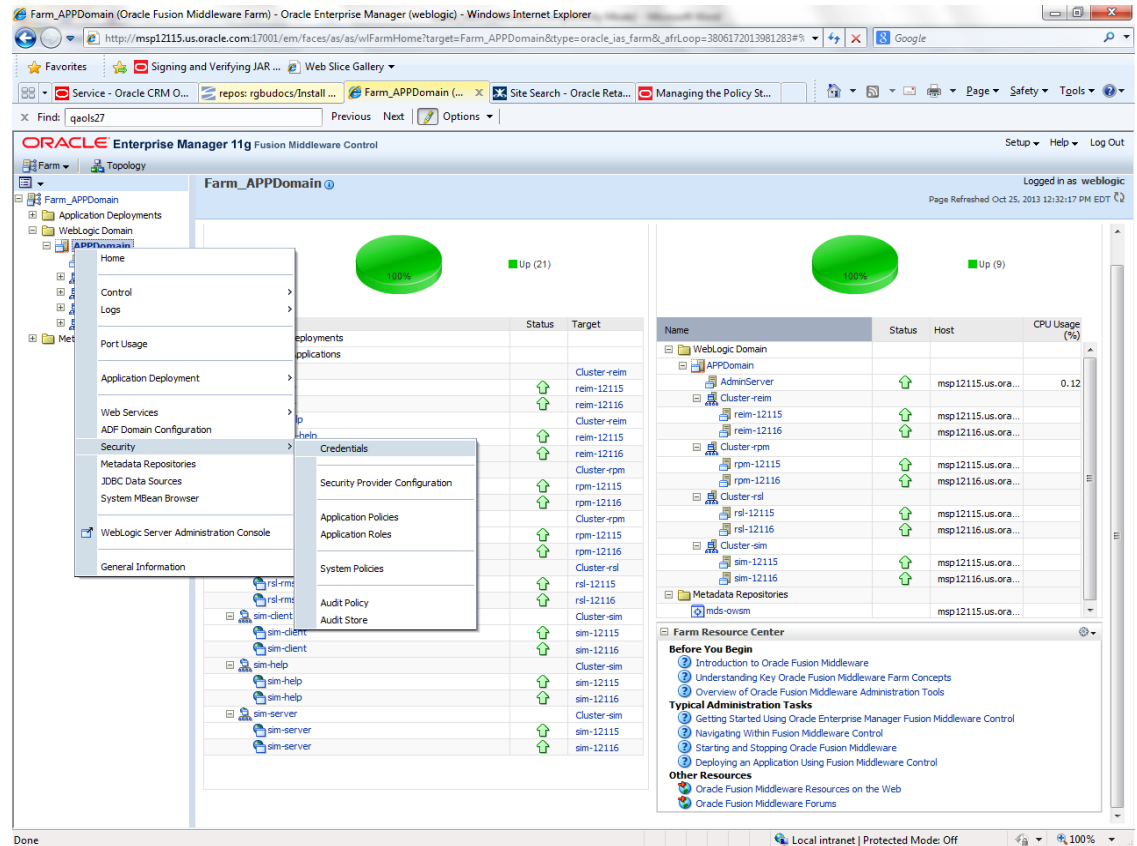 Farm_APPDomain (Oracle Fusion Middleware Farm) - Oracle Enterprise Manager (weblogic) - Windows Internet Explorer
http://msp12115.us.oracle.com:17001/em/faces/as/as/wlFarmHome?target=Farm_APPDomain&type=oracle_ias_farm&_afrLoop=3806172013981283#%
Google
Favorites Signing and Verifying JAR ... Web Slice Gallery
Service - Oracle CRM O... repos: rgbudocs/Install ... Farm_APPDomain (... X Site Search - Oracle Reta... Managing the Policy St... Page Safety Tools
X Find: qaols27 Previous Next Options
ORACLE Enterprise Manager 11g Fusion Middleware Control Setup Help Log Out
Farm Topology
Farm_APPDomain Logged in as weblogic
Page Refreshed Oct 25, 2013 12:32:17 PM EDT
Farm_APPDomain
Application Deployments
WebLogic Domain
APPDomain
Met
Home
Control
Logs
Port Usage
Application Deployment
Web Services
ADF Domain Configuration
Security
Metadata Repositories
JDBC Data Sources
System MBean Browser
WebLogic Server Administration Console
General Information
Credentials
Security Provider Configuration
Application Policies
Application Roles
System Policies
Audit Policy
Audit Store
100% Up (21)
Status Target
eployments
pplications
Cluster-reim
reim-12115
reim-12116
lp Cluster-reim
-help reim-12115
reim-12116
Cluster-rpm
rpm-12115
rpm-12116
Cluster-rpm
rpm-12115
rpm-12116
Cluster-rsl
rsl-rms rsl-12115
rsl-rms rsl-12116
sim-client Cluster-sim
sim-client sim-12115
sim-client sim-12116
sim-help Cluster-sim
sim-help sim-12115
sim-help sim-12116
sim-server Cluster-sim
sim-server sim-12115
sim-server sim-12116
100% Up (9)
Name Status Host CPU Usage (%)
WebLogic Domain
APPDomain
AdminServer msp12115.us.ora... 0.12
Cluster-reim
reim-12115 msp12115.us.ora...
reim-12116 msp12116.us.ora...
Cluster-rpm
rpm-12115 msp12115.us.ora...
rpm-12116 msp12116.us.ora...
Cluster-rsl
rsl-12115 msp12115.us.ora...
rsl-12116 msp12116.us.ora...
Cluster-sim
sim-12115 msp12115.us.ora...
sim-12116 msp12116.us.ora...
Metadata Repositories
mds-owsm msp12115.us.ora...
Farm Resource Center
Before You Begin
Introduction to Oracle Fusion Middleware
Understanding Key Oracle Fusion Middleware Farm Concepts
Overview of Oracle Fusion Middleware Administration Tools
Typical Administration Tasks
Getting Started Using Oracle Enterprise Manager Fusion Middleware Control
Navigating Within Fusion Middleware Control
Starting and Stopping Oracle Fusion Middleware
Deploying an Application Using Fusion Middleware Control
Other Resources
Oracle Fusion Middleware Resources on the Web
Oracle Fusion Middleware Forums
Done Local intranet | Protected Mode: Off 100%